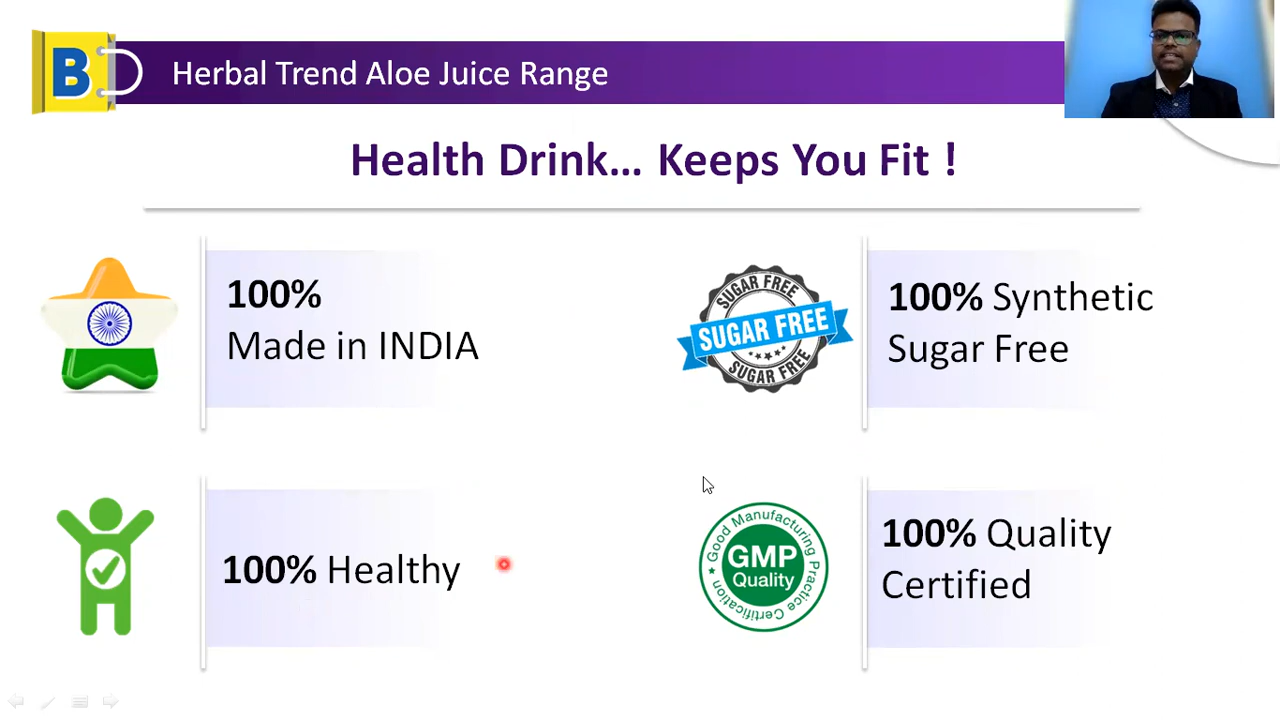 B
Herbal Trend Aloe Juice Range
Health Drink... Keeps You Fit !
100%
Made in INDIA
SUGAR FREE
SUGAR FREE
SUGAR FREE
100% Synthetic
Sugar Free
100% Healthy
Good Manufacturing
GMP
Quality
Practice Certification
100% Quality
Certified